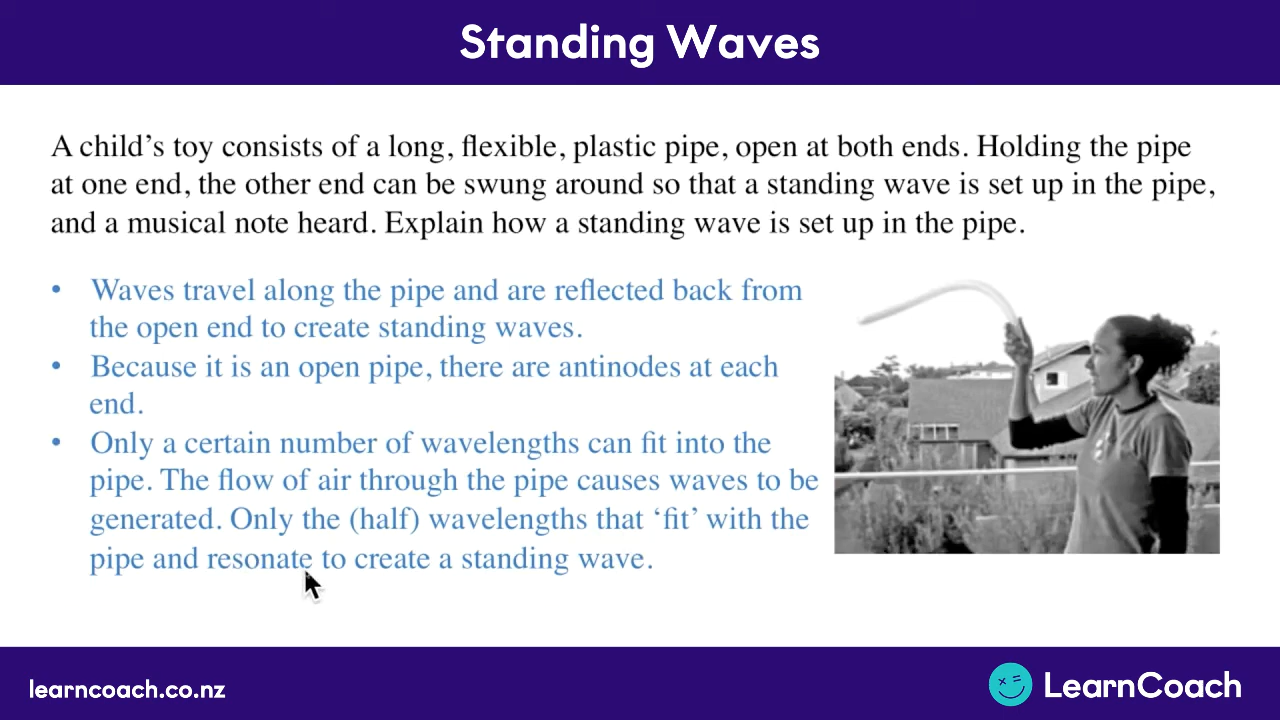 Standing Waves
A child's toy consists of a long, flexible, plastic pipe, open at both ends. Holding the pipe
at one end, the other end can be swung around so that a standing wave is set up in the pipe,
and a musical note heard. Explain how a standing wave is set up in the pipe.
• Waves travel along the pipe and are reflected back from
the open end to create standing waves.
• Because it is an open pipe, there are antinodes at each
end.
• Only a certain number of wavelengths can fit into the
pipe. The flow of air through the pipe causes waves to be
generated. Only the (half) wavelengths that ‘fit’ with the
pipe and resonate to create a standing wave.
learncoach.co.nz
LearnCoach